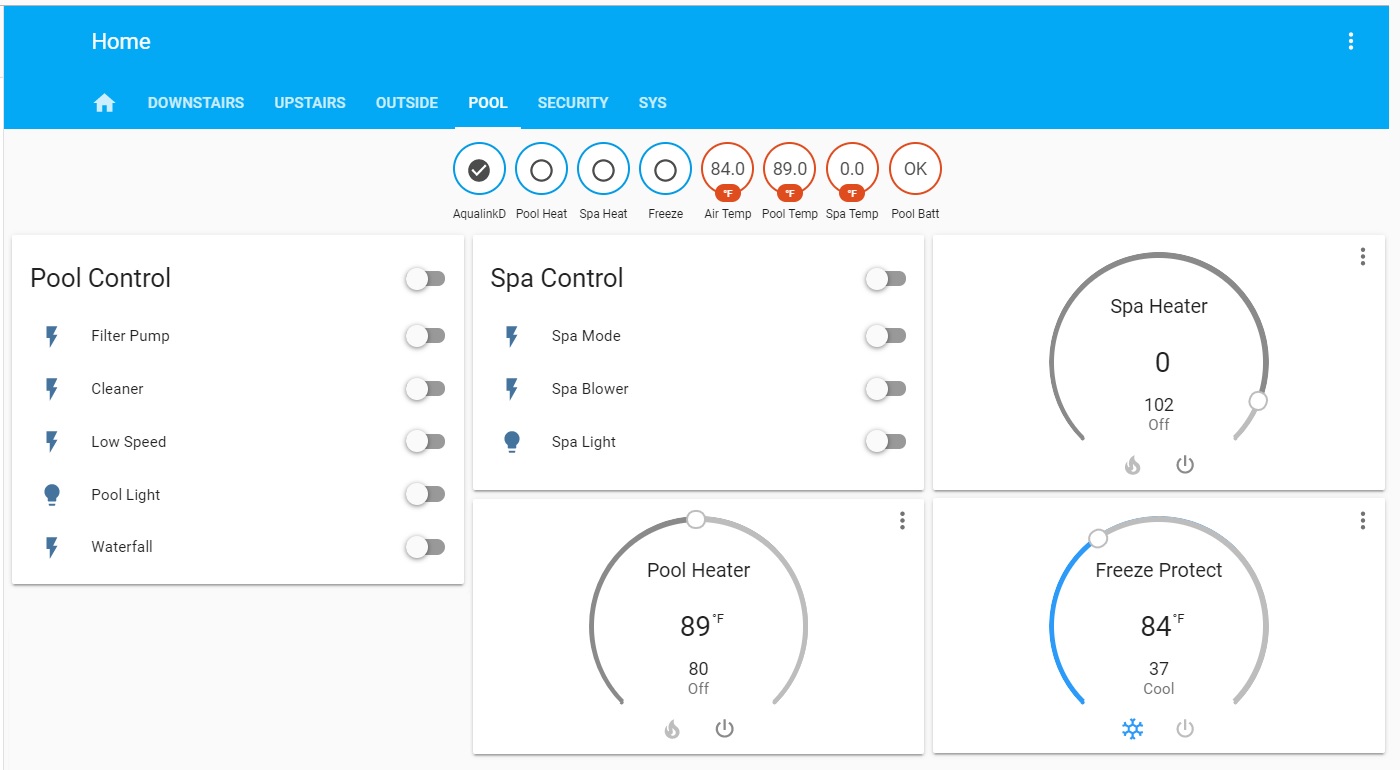 Home
DOWNSTAIRS UPSTAIRS OUTSIDE POOL SECURITY SYS
84.0 89.0 0.0 OK
°F °F °F
AqualinkD Pool Heat Spa Heat Freeze Air Temp Pool Temp Spa Temp Pool Batt
Pool Control
Filter Pump
Cleaner
Low Speed
Pool Light
Waterfall
Spa Control
Spa Mode
Spa Blower
Spa Light
Spa Heater
0
102
Off
Pool Heater
89 °F
80
Off
Freeze Protect
84 °F
37
Cool